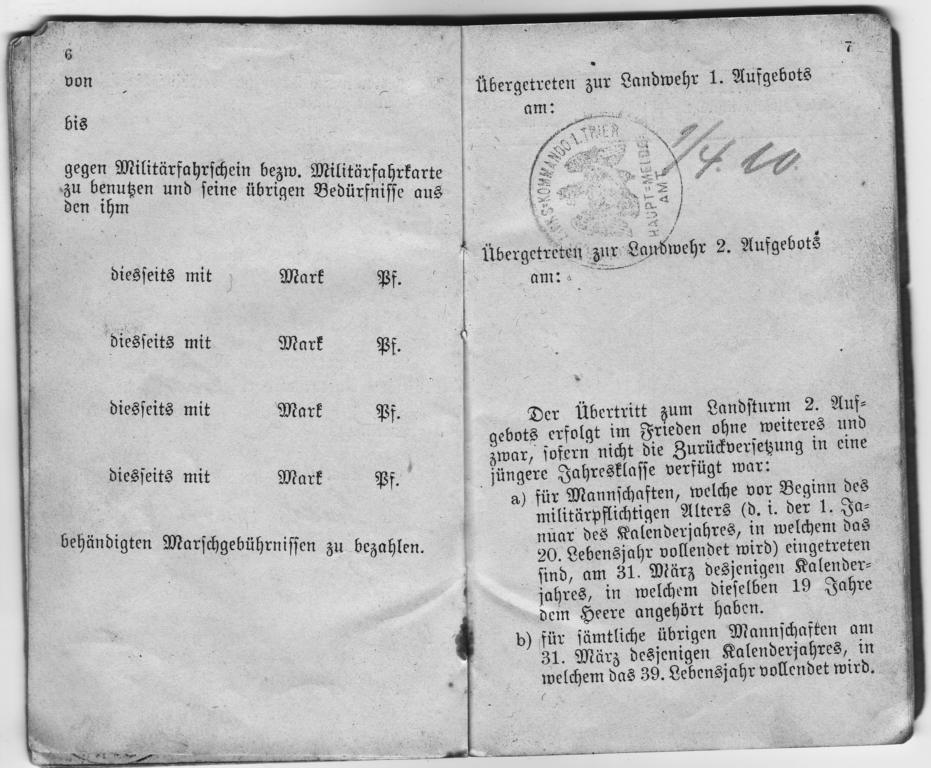 6
von
bis
gegen Militärfahrschein bezw. Militärfahrkarte
zu benutzen und seine übrigen Bedürfnisse aus
den ihm
diesseits mit Mark Pf.
diesseits mit Mark Pf.
diesseits mit Mark Pf.
diesseits mit Mark Pf.
behändigten Marschgebührnissen zu bezahlen.
7
Übergetreten zur Landwehr 1. Aufgebots
am:
1/4. 10.
KOMMANDO I TRIER
HAUPT=MELDE
AMT
Übergetreten zur Landwehr 2. Aufgebots
am:
Der Übertritt zum Landsturm 2. Auf=
gebots erfolgt im Frieden ohne weiteres und
zwar, sofern nicht die Zurückversetzung in eine
jüngere Jahresklasse verfügt war:
a) für Mannschaften, welche vor Beginn des
militärpflichtigen Alters (d. i. der 1. Ja=
nuar des Kalenderjahres, in welchem das
20. Lebensjahr vollendet wird) eingetreten
sind, am 31. März desjenigen Kalender=
jahres, in welchem dieselben 19 Jahre
dem Heere angehört haben.
b) für sämtliche übrigen Mannschaften am
31. März desjenigen Kalenderjahres, in
welchem das 39. Lebensjahr vollendet wird.